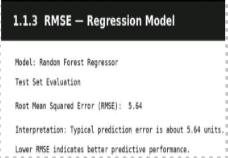 1.1.3 RMSE — Regression Model
Model: Random Forest Regressor
Test Set Evaluation
Root Mean Squared Error (RMSE): 5.64
Interpretation: Typical prediction error is about 5.64 units.
Lower RMSE indicates better predictive performance.